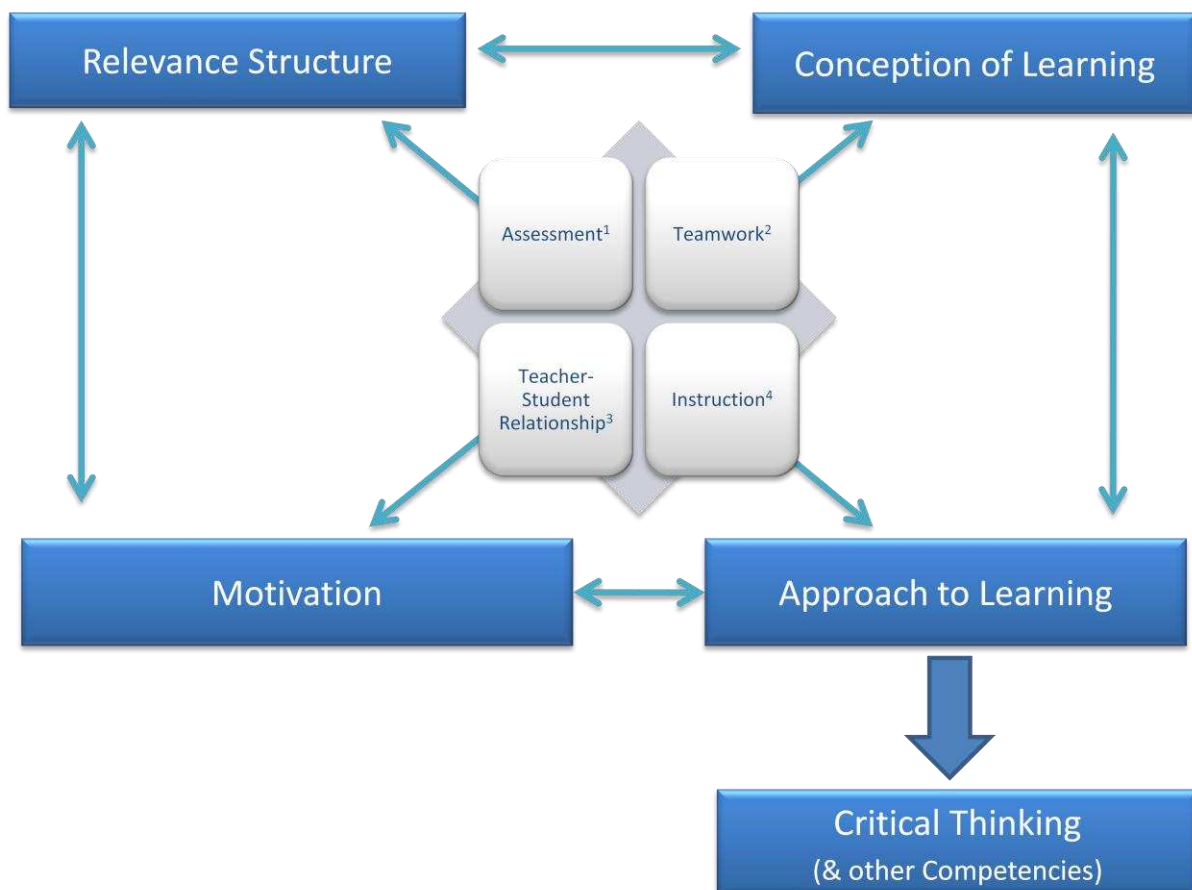 Relevance Structure
Conception of Learning
Assessment¹
Teamwork²
Teacher-
Student
Relationship³
Instruction⁴
Motivation
Approach to Learning
Critical Thinking
(& other Competencies)